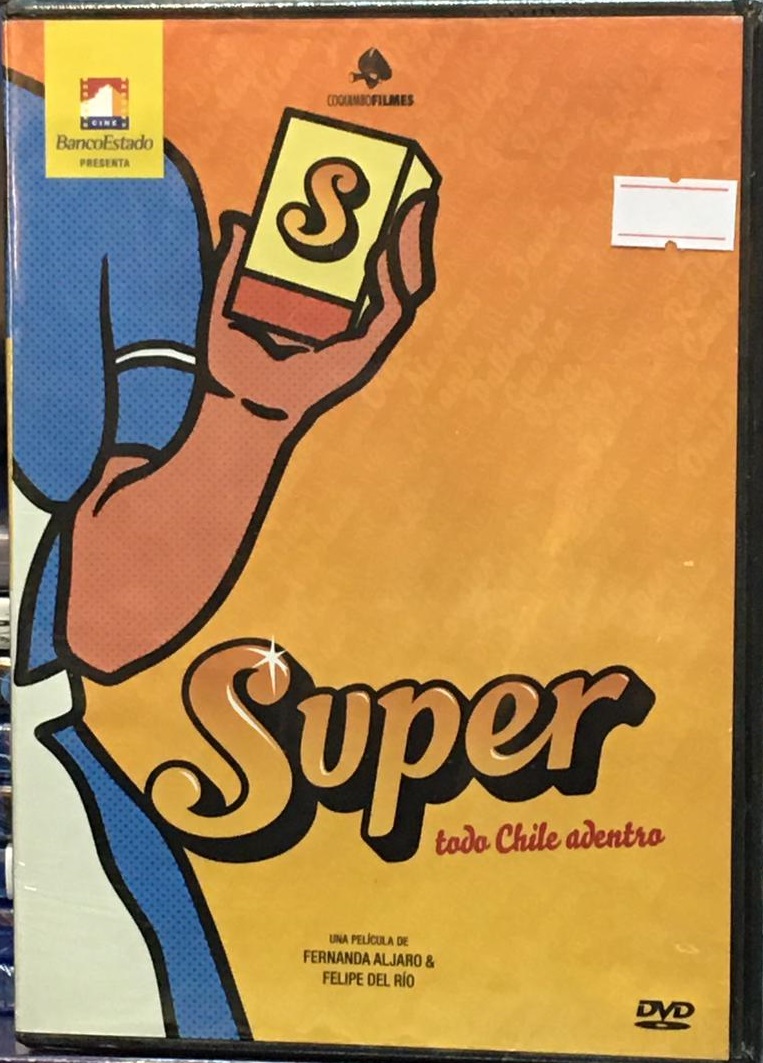 CINE
BancoEstado
PRESENTA
COQUIMBOFILMES
S
Super
todo Chile adentro
UNA PELÍCULA DE
FERNANDA ALJARO &
FELIPE DEL RÍO
DVD